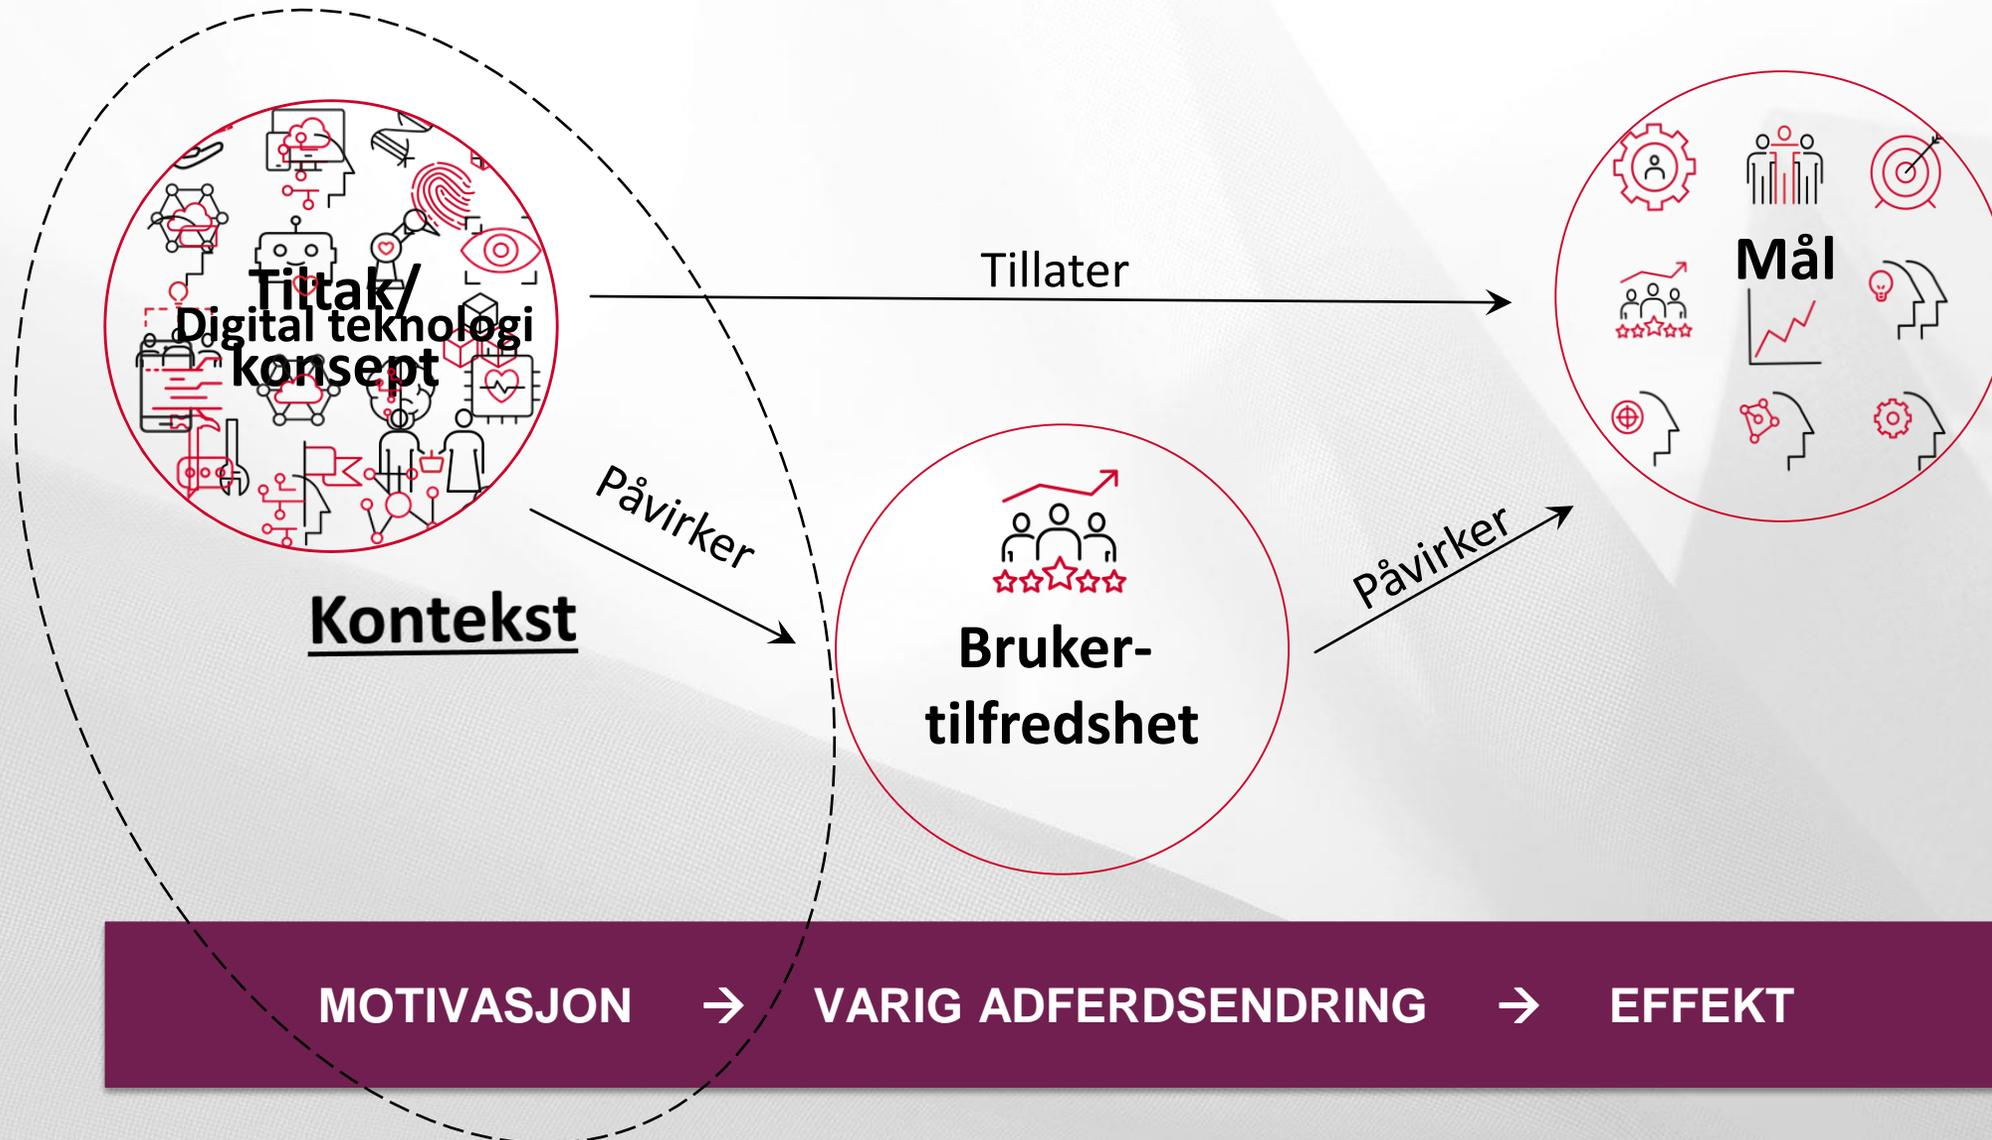 Tiltak/
Digital teknologi
konsept
Tillater
Mål
Påvirker
Påvirker
Kontekst
Bruker-
tilfredshet
MOTIVASJON → VARIG ADFERDSENDRING → EFFEKT